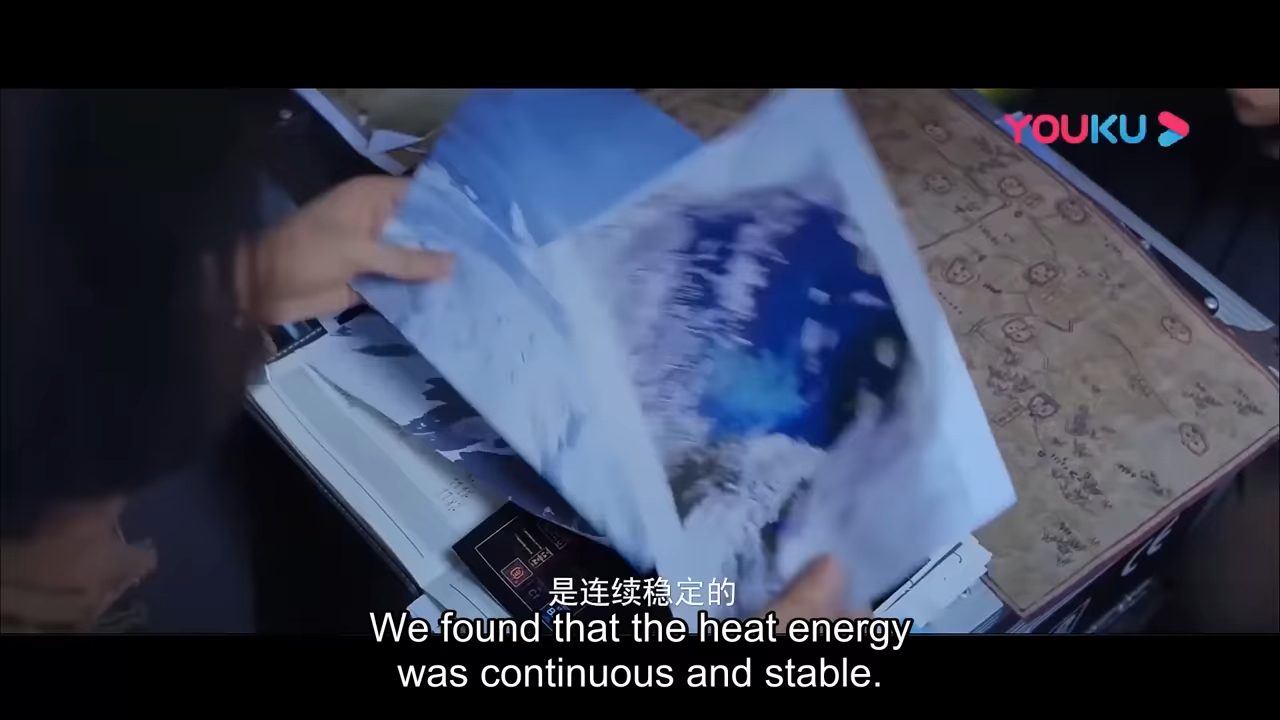 YOUKU
是连续稳定的
We found that the heat energy
was continuous and stable.